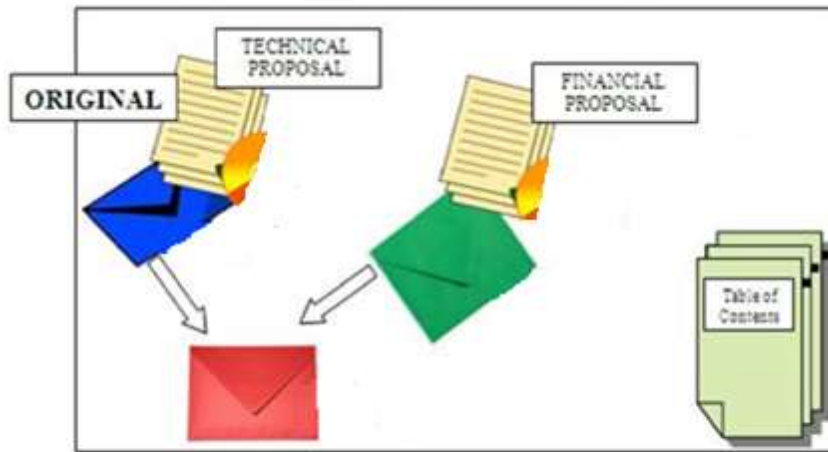 TECHNICAL
PROPOSAL
ORIGINAL
FINANCIAL
PROPOSAL
Table of
Contents